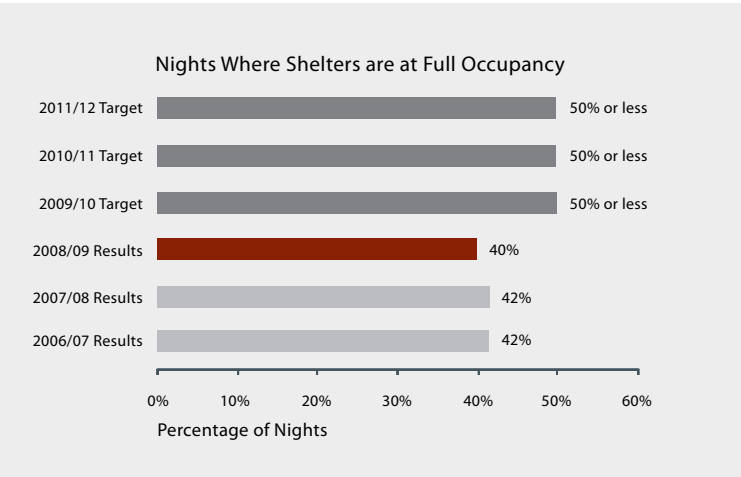 Nights Where Shelters are at Full Occupancy
2011/12 Target 50% or less
2010/11 Target 50% or less
2009/10 Target 50% or less
2008/09 Results 40%
2007/08 Results 42%
2006/07 Results 42%
0% 10% 20% 30% 40% 50% 60%
Percentage of Nights